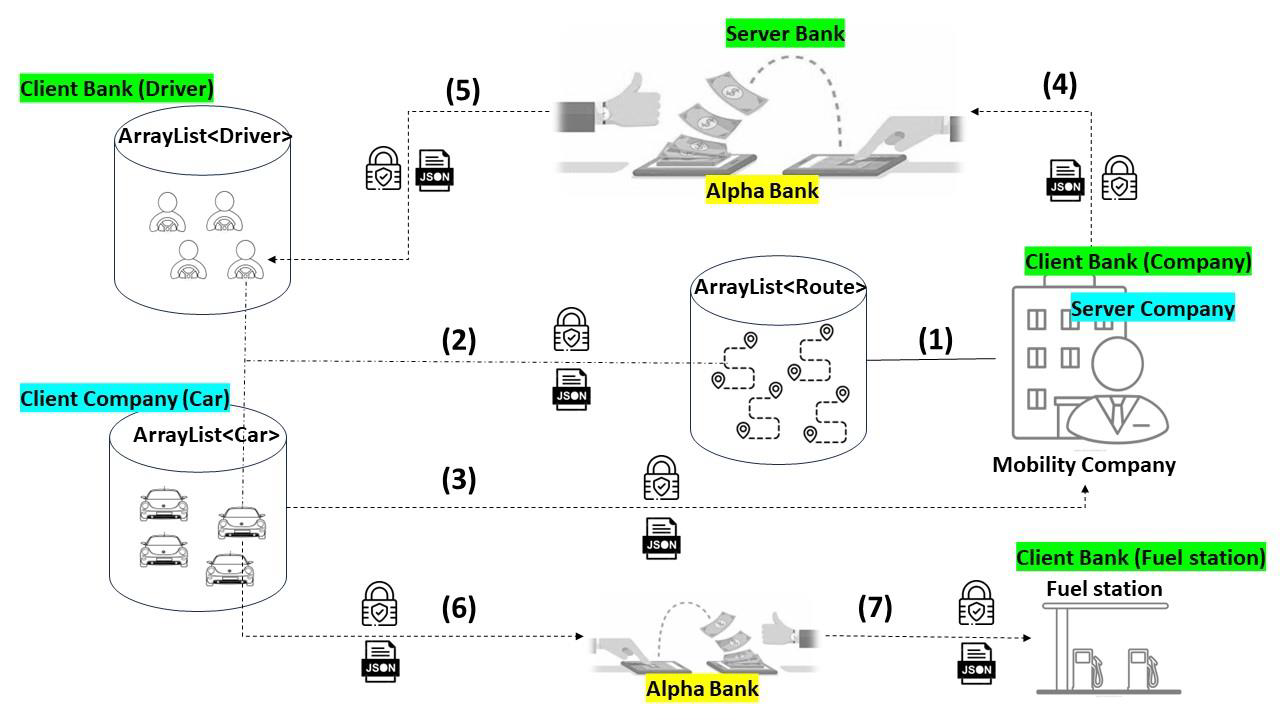 Server Bank
Client Bank (Driver)
(5)
(4)
ArrayList<Driver>
JSON
JSON
Alpha Bank
Client Bank (Company)
ArrayList<Route>
Server Company
(2)
(1)
JSON
Client Company (Car)
ArrayList<Car>
Mobility Company
(3)
JSON
Client Bank (Fuel station)
Fuel station
(6)
(7)
JSON
JSON
Alpha Bank